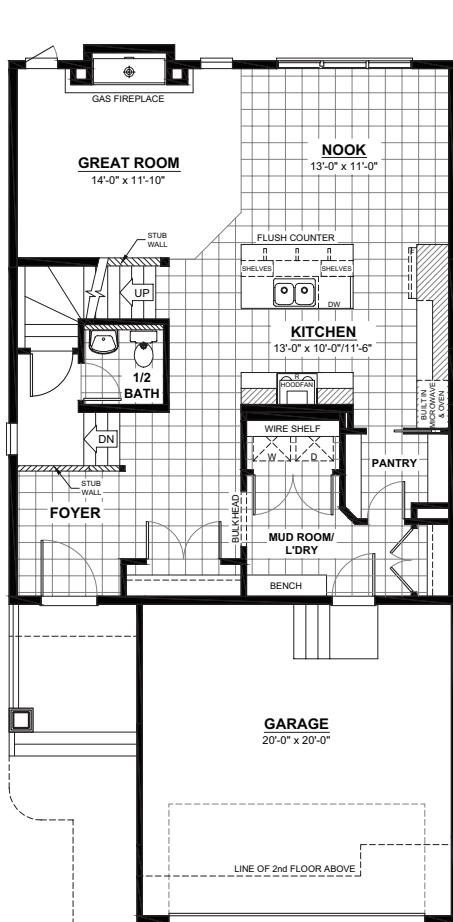 GAS FIREPLACE
GREAT ROOM
14'-0" x 11'-10"
NOOK
13'-0" x 11'-0"
STUB
WALL
FLUSH COUNTER
SHELVES
SHELVES
UP
DW
KITCHEN
13'-0" x 10'-0"/11'-6"
1/2
BATH
R
HOODFAN
BUILT IN
MICROWAVE
& OVEN
WIRE SHELF
DN
W
D
PANTRY
STUB
WALL
FOYER
BULKHEAD
MUD ROOM/
L'DRY
BENCH
GARAGE
20'-0" x 20'-0"
LINE OF 2nd FLOOR ABOVE